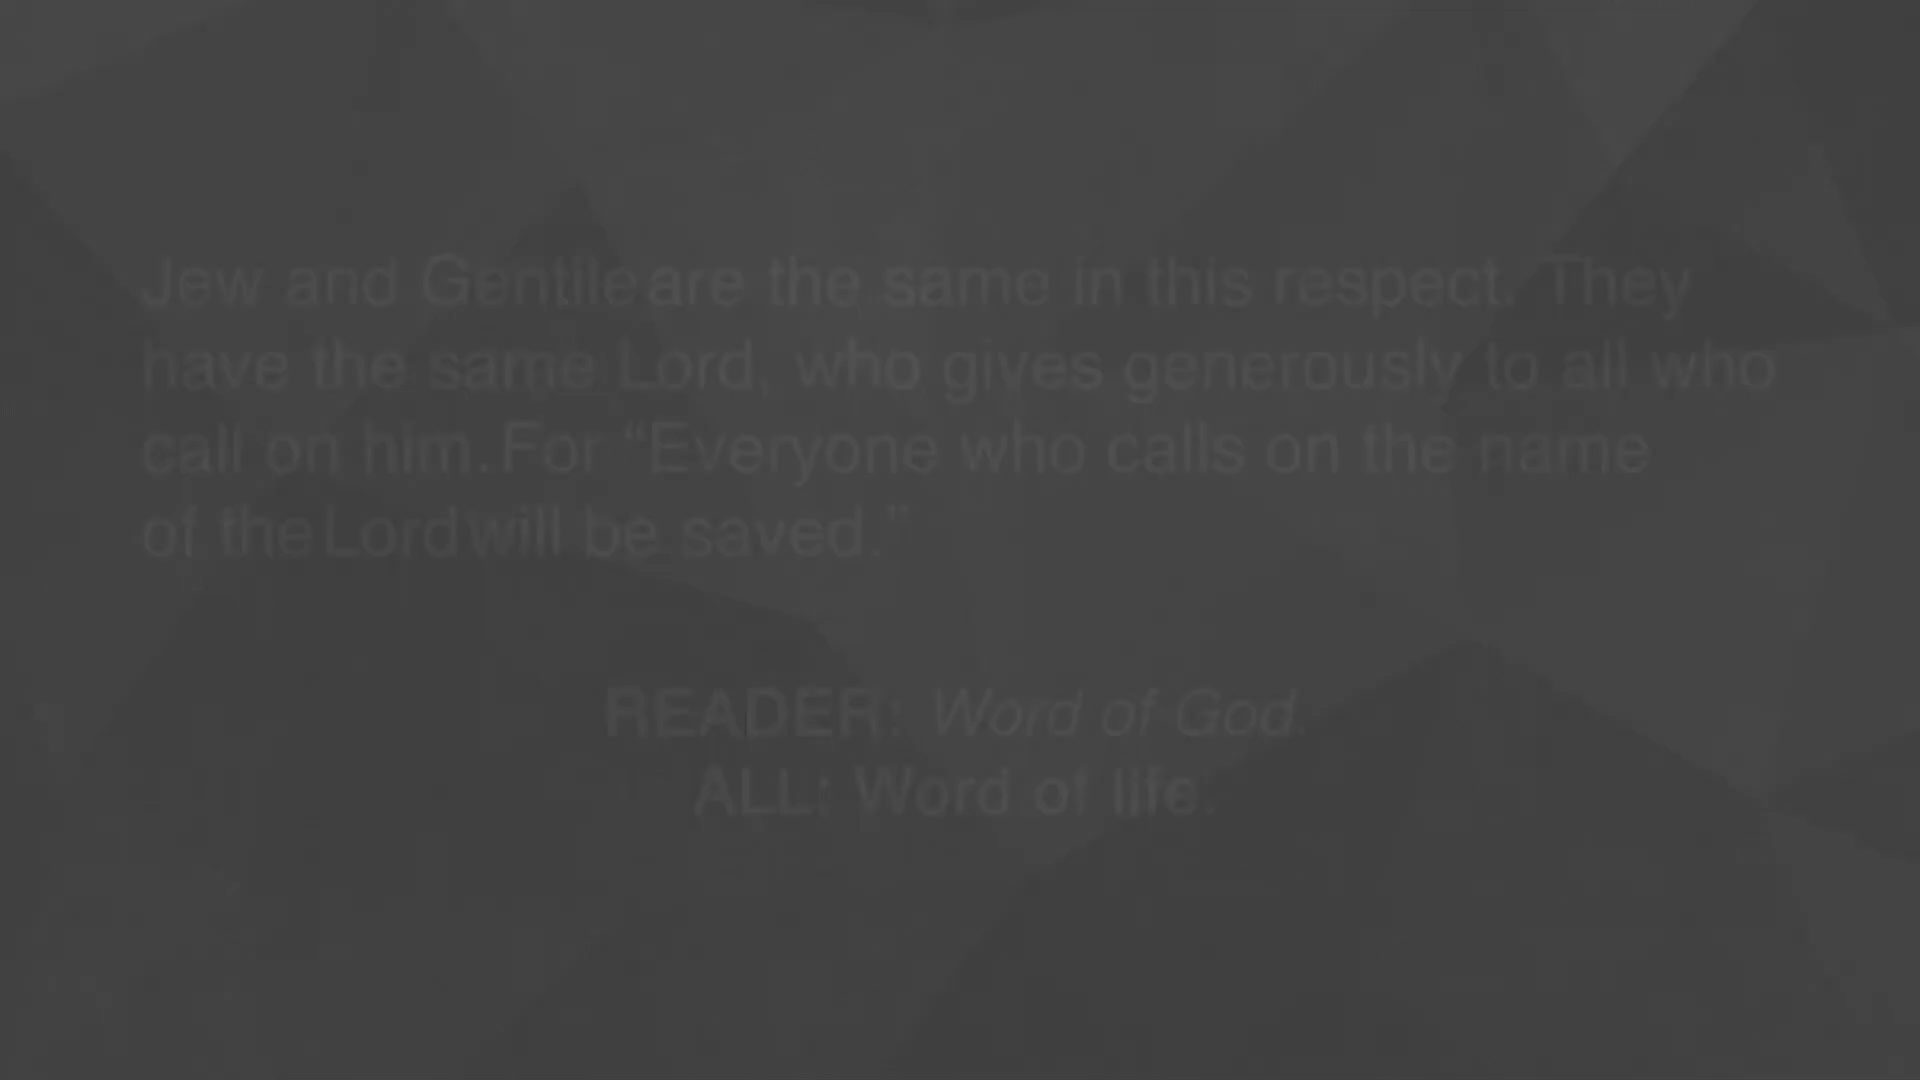 Jew and Gentile are the same in this respect. They
have the same Lord, who gives generously to all who
call on him. For “Everyone who calls on the name
of the Lord will be saved.”
READER: Word of God.
ALL: Word of life.